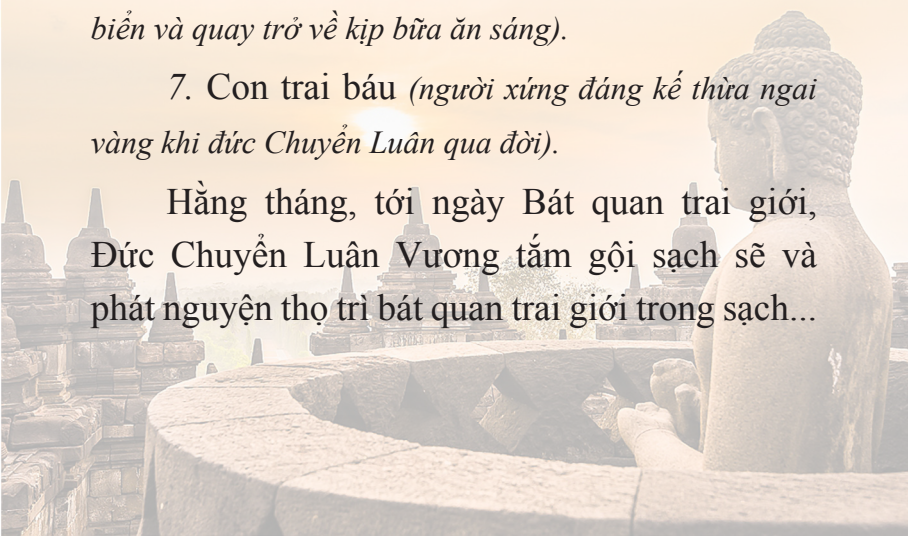 biển và quay trở về kịp bữa ăn sáng).
7. Con trai báu (người xứng đáng kế thừa ngai
vàng khi đức Chuyển Luân qua đời).
Hằng tháng, tới ngày Bát quan trai giới,
Đức Chuyển Luân Vương tắm gội sạch sẽ và
phát nguyện thọ trì bát quan trai giới trong sạch...